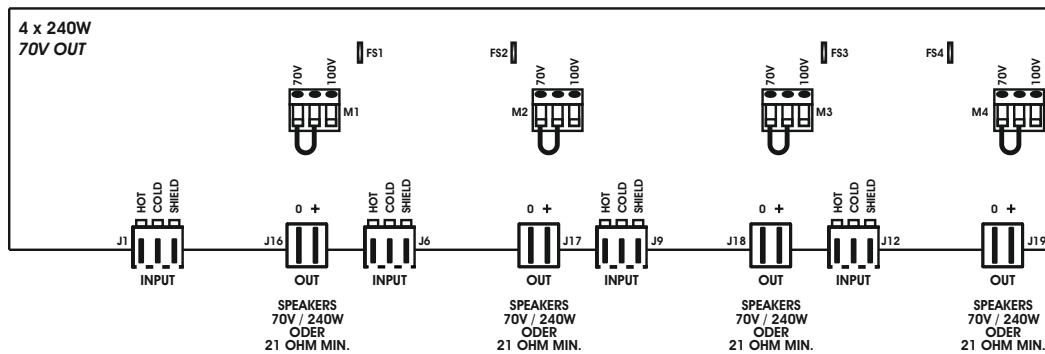 4 x 240W
70V OUT
FS1
FS2
FS3
FS4
70V 100V
M1
70V 100V
M2
70V 100V
M3
70V 100V
M4
HOT COLD SHIELD
0 +
HOT COLD SHIELD
0 +
HOT COLD SHIELD
0 +
HOT COLD SHIELD
0 +
J1
J16
J6
J17
J9
J18
J12
J19
INPUT
OUT
INPUT
OUT
INPUT
OUT
INPUT
OUT
SPEAKERS
70V / 240W
ODER
21 OHM MIN.
SPEAKERS
70V / 240W
ODER
21 OHM MIN.
SPEAKERS
70V / 240W
ODER
21 OHM MIN.
SPEAKERS
70V / 240W
ODER
21 OHM MIN.